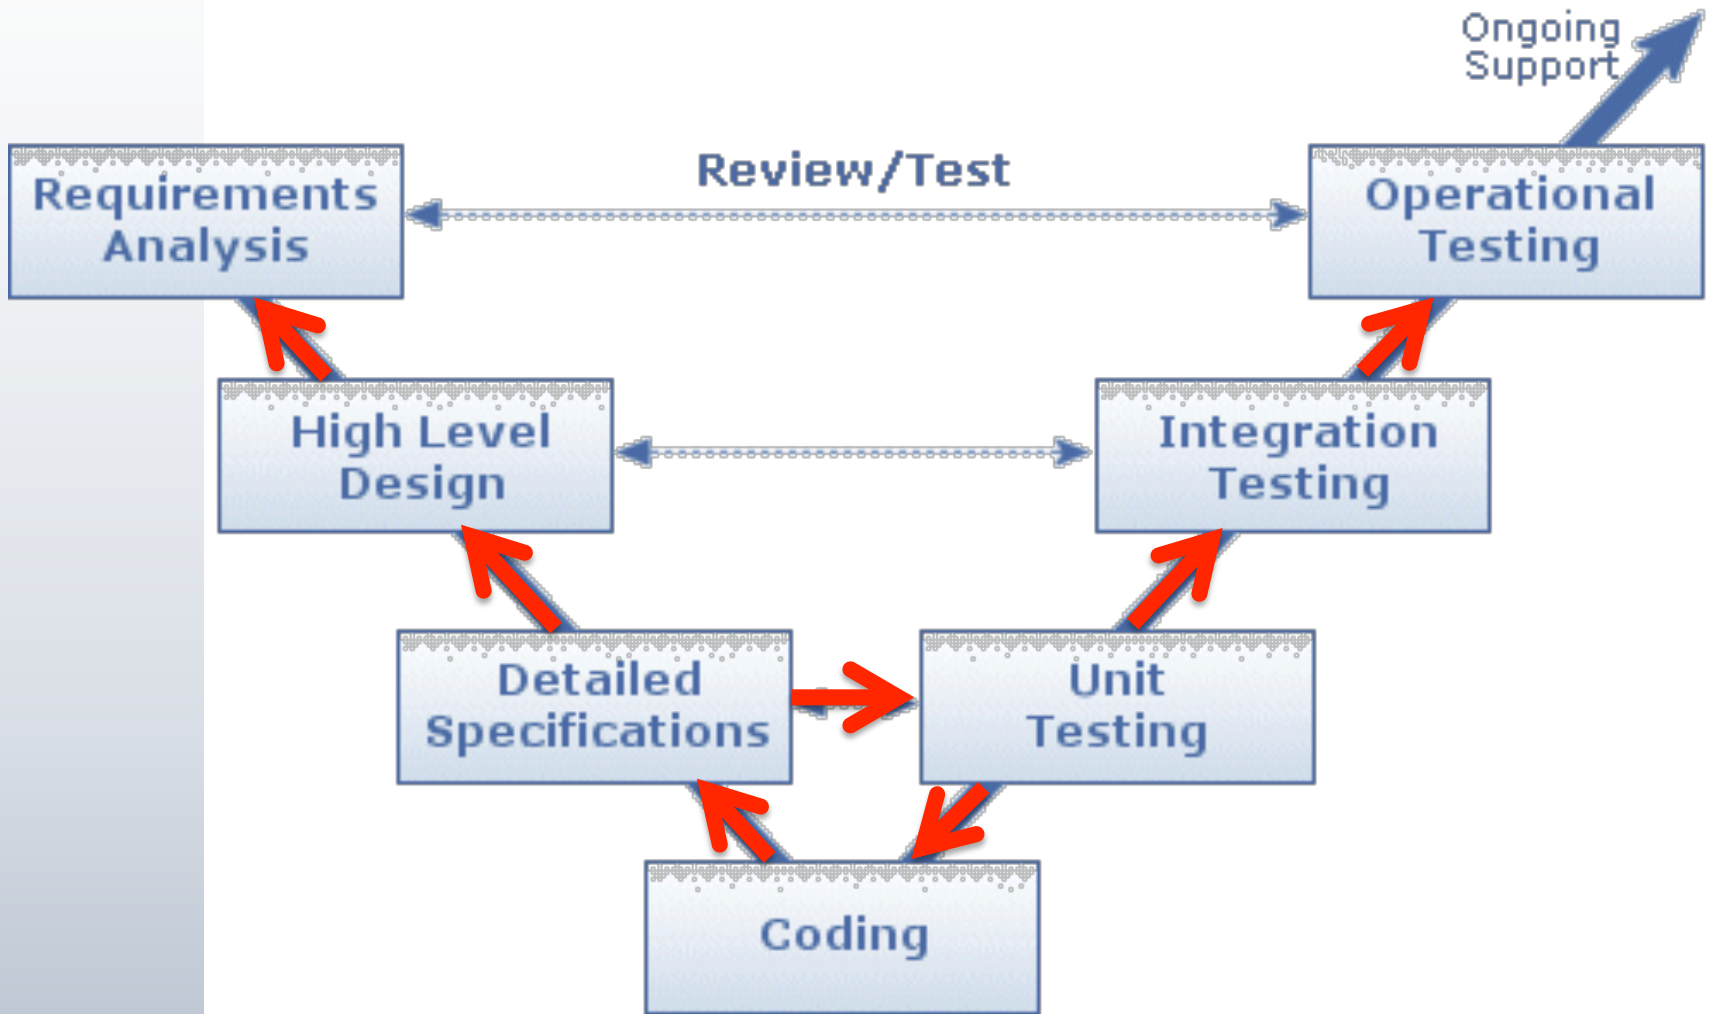 Ongoing
Support
Review/Test
Requirements
Analysis
Operational
Testing
High Level
Design
Integration
Testing
Detailed
Specifications
Unit
Testing
Coding